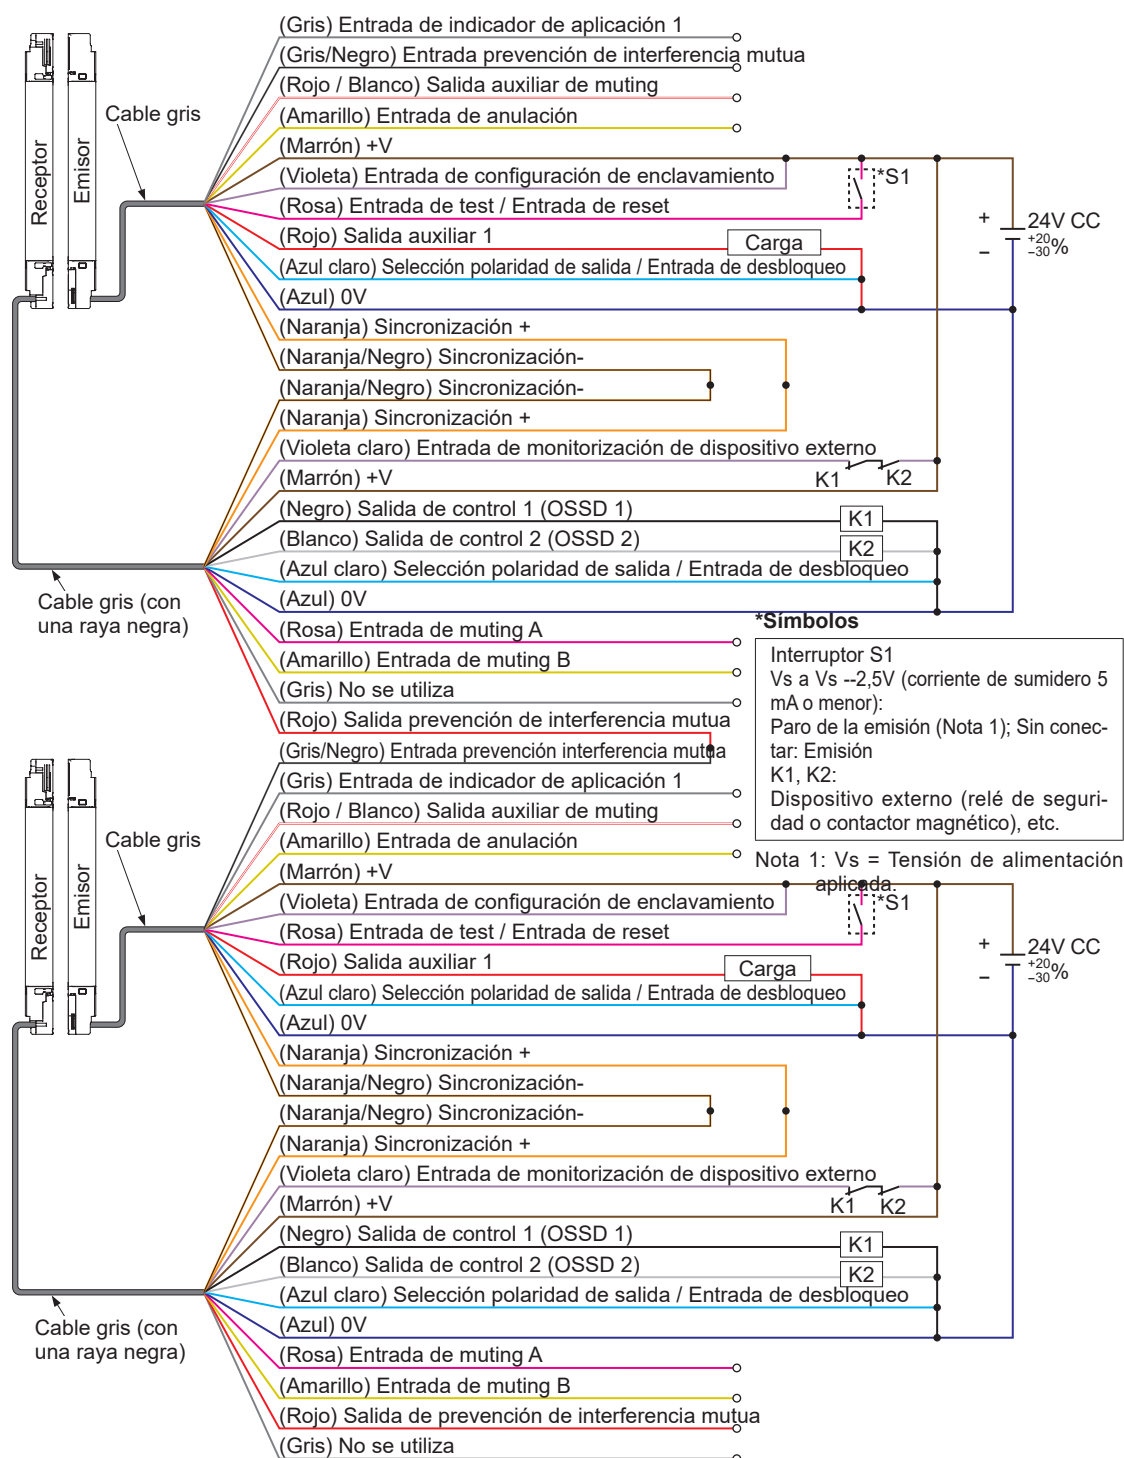 (Gris) Entrada de indicador de aplicación 1
(Gris/Negro) Entrada prevención de interferencia mutua
(Rojo / Blanco) Salida auxiliar de muting
Cable gris
(Amarillo) Entrada de anulación
(Marrón) +V
Receptor
Emisor
(Violeta) Entrada de configuración de enclavamiento
*S1
(Rosa) Entrada de test / Entrada de reset
(Rojo) Salida auxiliar 1
Carga
+
−
24V CC
+20
−30%
(Azul claro) Selección polaridad de salida / Entrada de desbloqueo
(Azul) 0V
(Naranja) Sincronización +
(Naranja/Negro) Sincronización-
(Naranja/Negro) Sincronización-
(Naranja) Sincronización +
(Violeta claro) Entrada de monitorización de dispositivo externo
(Marrón) +V
K1
K2
(Negro) Salida de control 1 (OSSD 1)
K1
(Blanco) Salida de control 2 (OSSD 2)
K2
(Azul claro) Selección polaridad de salida / Entrada de desbloqueo
(Azul) 0V
Cable gris (con
una raya negra)
(Rosa) Entrada de muting A
(Amarillo) Entrada de muting B
(Gris) No se utiliza
(Rojo) Salida prevención de interferencia mutua
*Símbolos
Interruptor S1
Vs a Vs --2,5V (corriente de sumidero 5
mA o menor):
Paro de la emisión (Nota 1); Sin conec-
tar: Emisión
K1, K2:
Dispositivo externo (relé de seguri-
dad o contactor magnético), etc.
Nota 1: Vs = Tensión de alimentación
aplicada.
(Gris/Negro) Entrada prevención interferencia mutua
(Gris) Entrada de indicador de aplicación 1
(Rojo / Blanco) Salida auxiliar de muting
Cable gris
(Amarillo) Entrada de anulación
(Marrón) +V
Receptor
Emisor
(Violeta) Entrada de configuración de enclavamiento
*S1
(Rosa) Entrada de test / Entrada de reset
(Rojo) Salida auxiliar 1
Carga
+
−
24V CC
+20
−30%
(Azul claro) Selección polaridad de salida / Entrada de desbloqueo
(Azul) 0V
(Naranja) Sincronización +
(Naranja/Negro) Sincronización-
(Naranja/Negro) Sincronización-
(Naranja) Sincronización +
(Violeta claro) Entrada de monitorización de dispositivo externo
(Marrón) +V
K1
K2
(Negro) Salida de control 1 (OSSD 1)
K1
(Blanco) Salida de control 2 (OSSD 2)
K2
(Azul claro) Selección polaridad de salida / Entrada de desbloqueo
(Azul) 0V
Cable gris (con
una raya negra)
(Rosa) Entrada de muting A
(Amarillo) Entrada de muting B
(Rojo) Salida de prevención de interferencia mutua
(Gris) No se utiliza